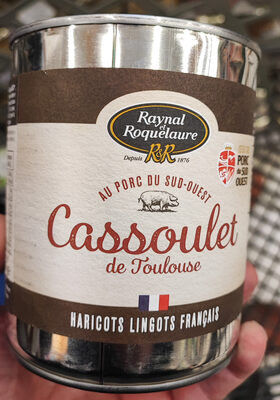 Raynal
et
Roquelaure
Depuis R&R 1876
PORC
du SUD
OUEST
AU PORC DU SUD-OUEST
Cassoulet
de Toulouse
HARICOTS LINGOTS FRANÇAIS